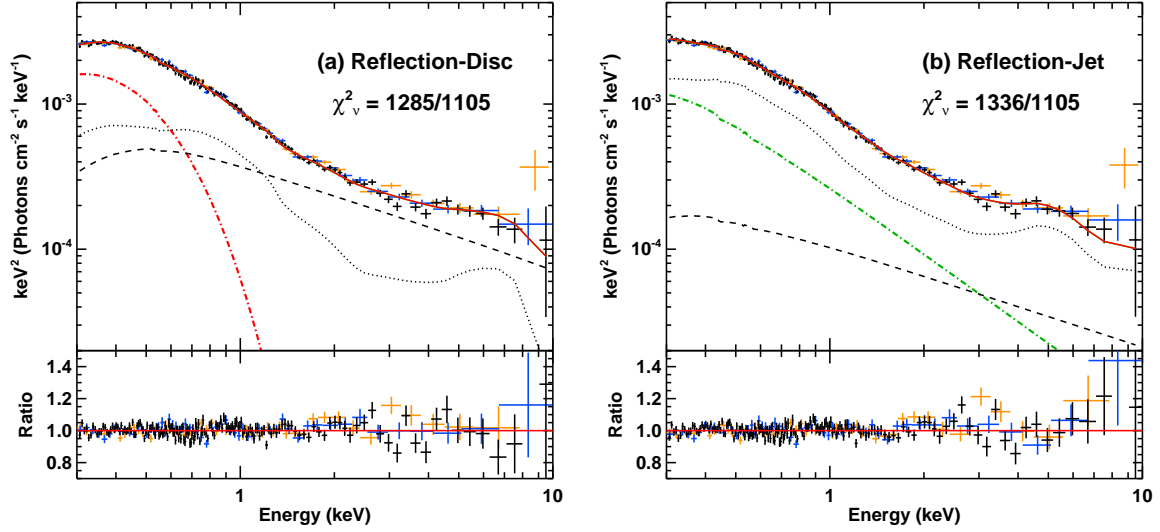 (a) Reflection-Disc
χ²ᵥ = 1285/1105
keV² (Photons cm⁻² s⁻¹ keV⁻¹)
10⁻³
10⁻⁴
Ratio
1.4
1.2
1.0
0.8
1
10
Energy (keV)
(b) Reflection-Jet
χ²ᵥ = 1336/1105
keV² (Photons cm⁻² s⁻¹ keV⁻¹)
10⁻³
10⁻⁴
Ratio
1.4
1.2
1.0
0.8
1
10
Energy (keV)